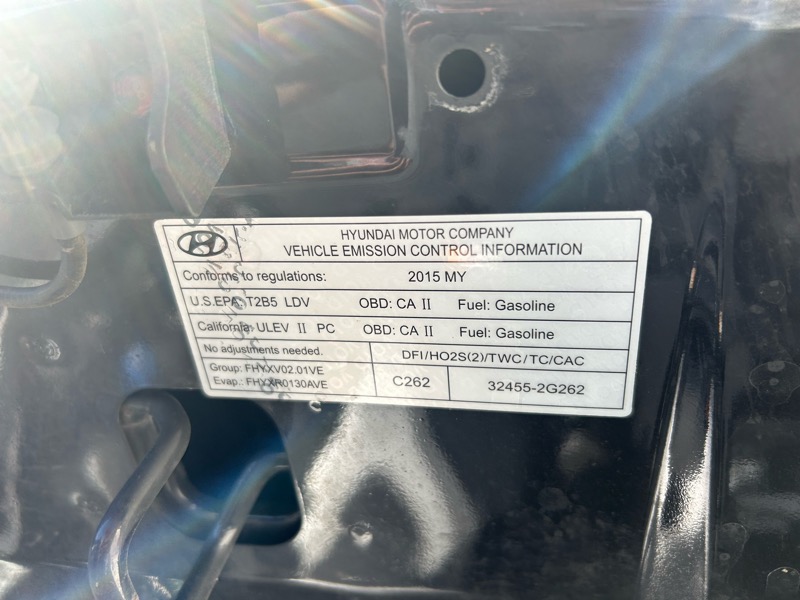 HYUNDAI MOTOR COMPANY
VEHICLE EMISSION CONTROL INFORMATION
Conforms to regulations: 2015 MY
U.S.EPA: T2B5 LDV OBD: CA II Fuel: Gasoline
California: ULEV II PC OBD: CA II Fuel: Gasoline
No adjustments needed. DFI/HO2S(2)/TWC/TC/CAC
Group: FHYXV02.01VE
Evap.: FHYXR0130AVE C262 32455-2G262